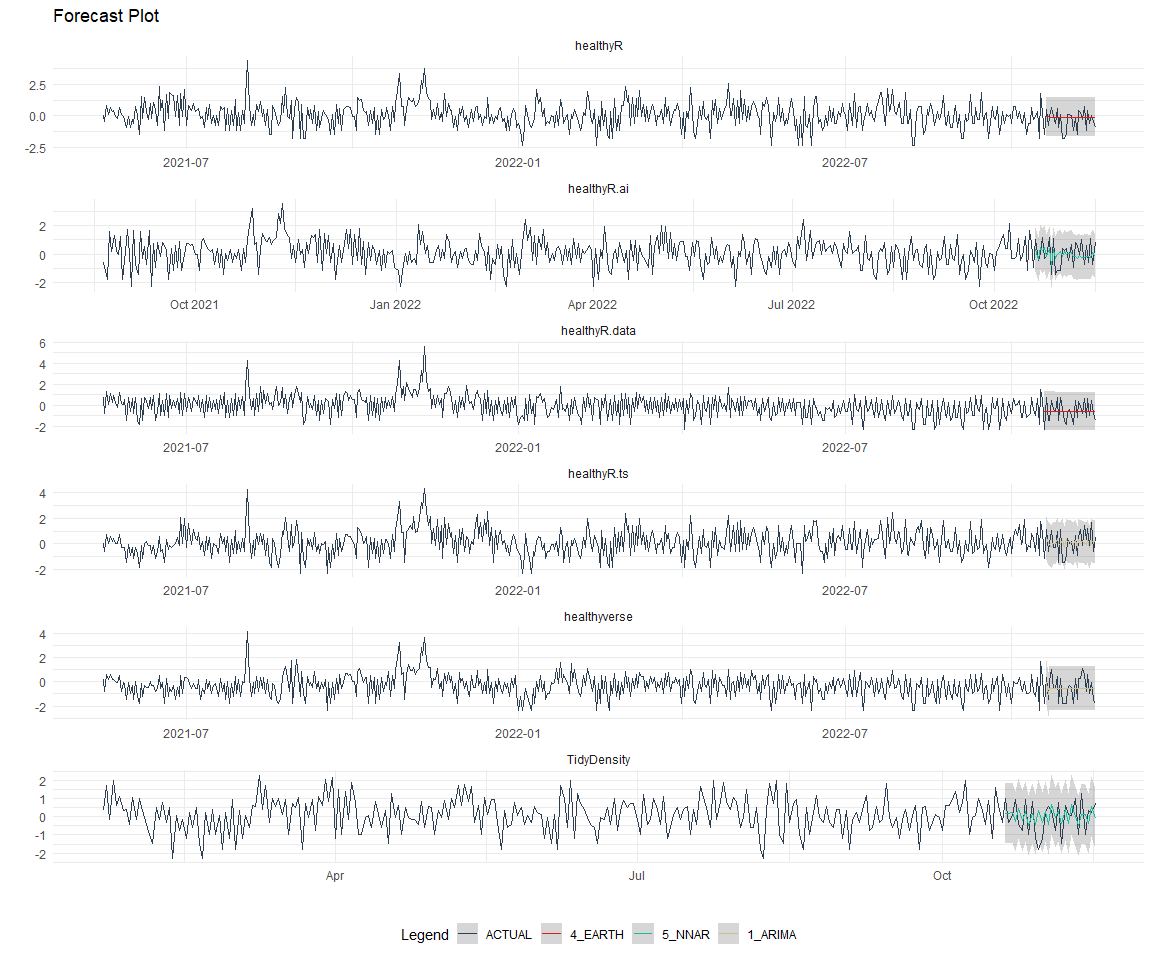 Forecast Plot
healthyR
2.5
0.0
-2.5
2021-07 2022-01 2022-07
healthyR.ai
2
0
-2
Oct 2021 Jan 2022 Apr 2022 Jul 2022 Oct 2022
healthyR.data
6
4
2
0
-2
2021-07 2022-01 2022-07
healthyR.ts
4
2
0
-2
2021-07 2022-01 2022-07
healthyverse
4
2
0
-2
2021-07 2022-01 2022-07
TidyDensity
2
1
0
-1
-2
Apr Jul Oct
Legend ACTUAL 4_EARTH 5_NNAR 1_ARIMA